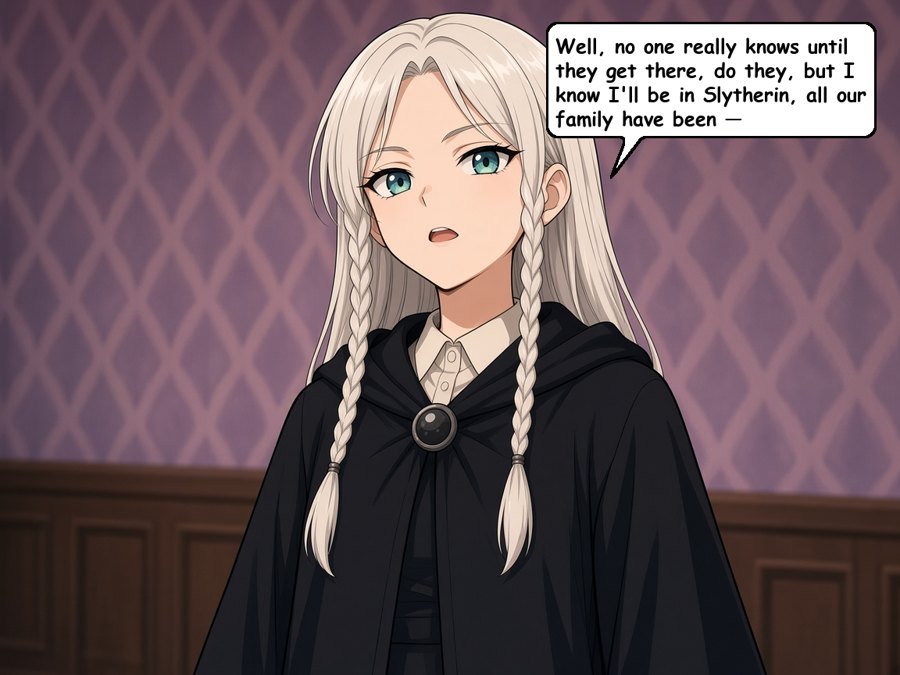 Well, no one really knows until
they get there, do they, but I
know I'll be in Slytherin, all our
family have been —